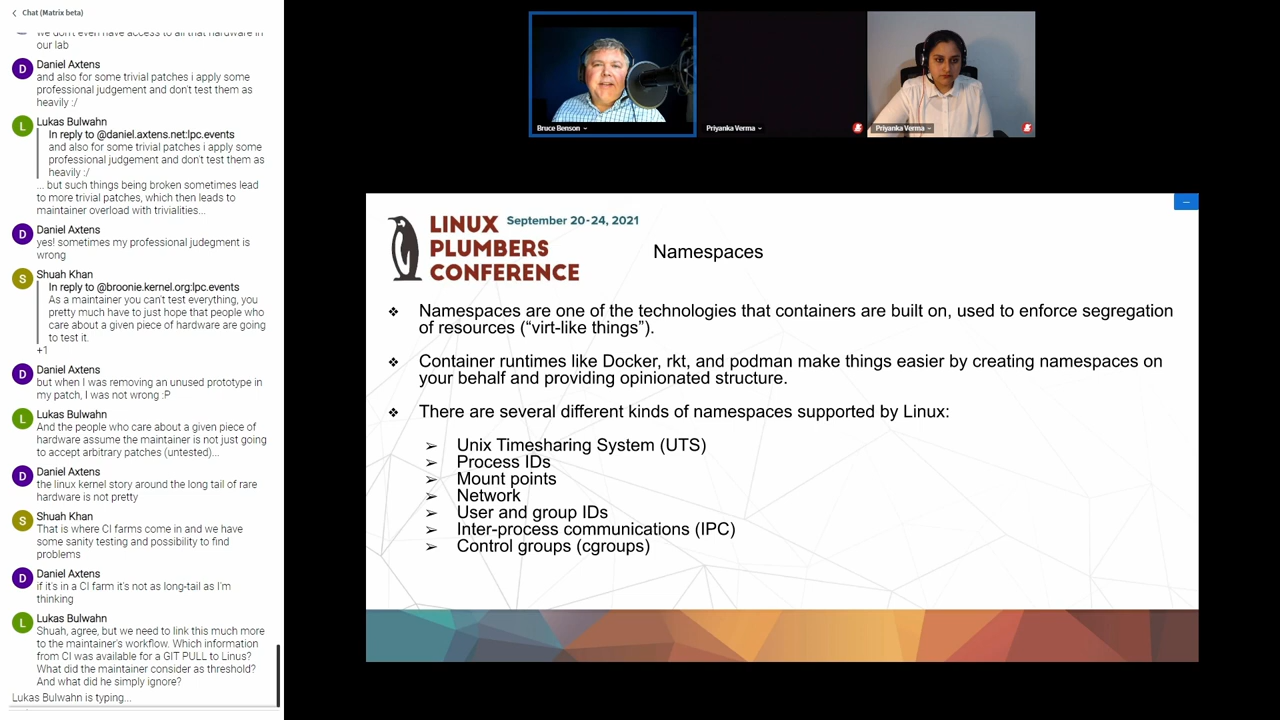 Chat (Matrix beta)
we don't even have access to all that hardware in
our lab
D
Daniel Axtens
and also for some trivial patches i apply some
professional judgement and don't test them as
heavily :/
L
Lukas Bulwahn
In reply to @daniel.axtens.net:lpc.events
and also for some trivial patches i apply some
professional judgement and don't test them as
heavily :/
... but such things being broken sometimes lead
to more trivial patches, which then leads to
maintainer overload with trivialities...
D
Daniel Axtens
yes! sometimes my professional judegment is
wrong
S
Shuah Khan
In reply to @broonie.kernel.org:lpc.events
As a maintainer you can't test everything, you
pretty much have to just hope that people who
care about a given piece of hardware are going
to test it.
+1
D
Daniel Axtens
but when I was removing an unused prototype in
my patch, I was not wrong :P
L
Lukas Bulwahn
And the people who care about a given piece of
hardware assume the maintainer is not just going
to accept arbitrary patches (untested)...
D
Daniel Axtens
the linux kernel story around the long tail of rare
hardware is not pretty
S
Shuah Khan
That is where CI farms come in and we have
some sanity testing and possibility to find
problems
D
Daniel Axtens
if it's in a CI farm it's not as long-tail as I'm
thinking
L
Lukas Bulwahn
Shuah, agree, but we need to link this much more
to the maintainer's workflow. Which information
from CI was available for a GIT PULL to Linus?
What did the maintainer consider as threshold?
And what did he simply ignore?
Lukas Bulwahn is typing...
Bruce Benson
Priyanka Verma
Priyanka Verma
LINUX
PLUMBERS
CONFERENCE
September 20-24, 2021
Namespaces
❖ Namespaces are one of the technologies that containers are built on, used to enforce segregation
of resources (“virt-like things”).
❖ Container runtimes like Docker, rkt, and podman make things easier by creating namespaces on
your behalf and providing opinionated structure.
❖ There are several different kinds of namespaces supported by Linux:
➢ Unix Timesharing System (UTS)
➢ Process IDs
➢ Mount points
➢ Network
➢ User and group IDs
➢ Inter-process communications (IPC)
➢ Control groups (cgroups)